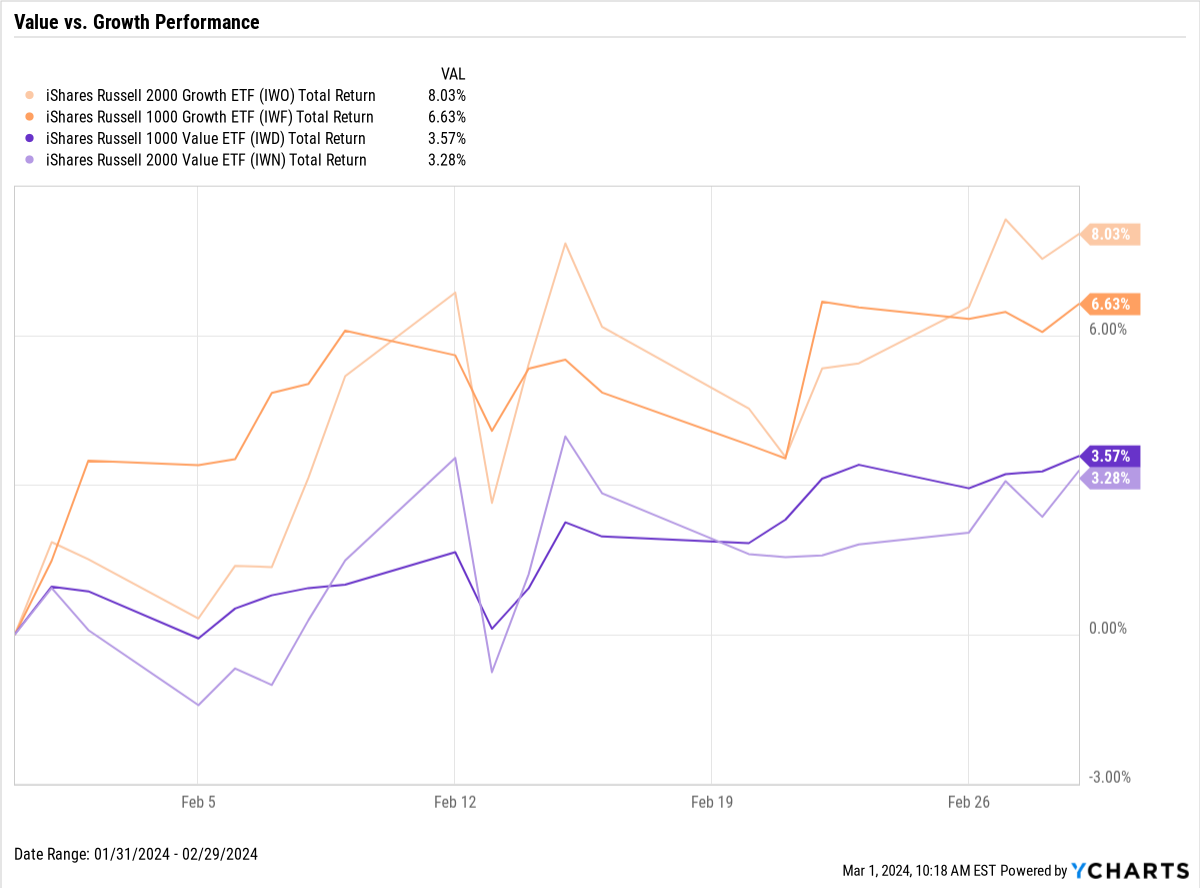 Value vs. Growth Performance
VAL
iShares Russell 2000 Growth ETF (IWO) Total Return 8.03%
iShares Russell 1000 Growth ETF (IWF) Total Return 6.63%
iShares Russell 1000 Value ETF (IWD) Total Return 3.57%
iShares Russell 2000 Value ETF (IWN) Total Return 3.28%
8.03%
6.63%
6.00%
3.57%
3.28%
0.00%
-3.00%
Feb 5 Feb 12 Feb 19 Feb 26
Date Range: 01/31/2024 - 02/29/2024
Mar 1, 2024, 10:18 AM EST Powered by YCHARTS